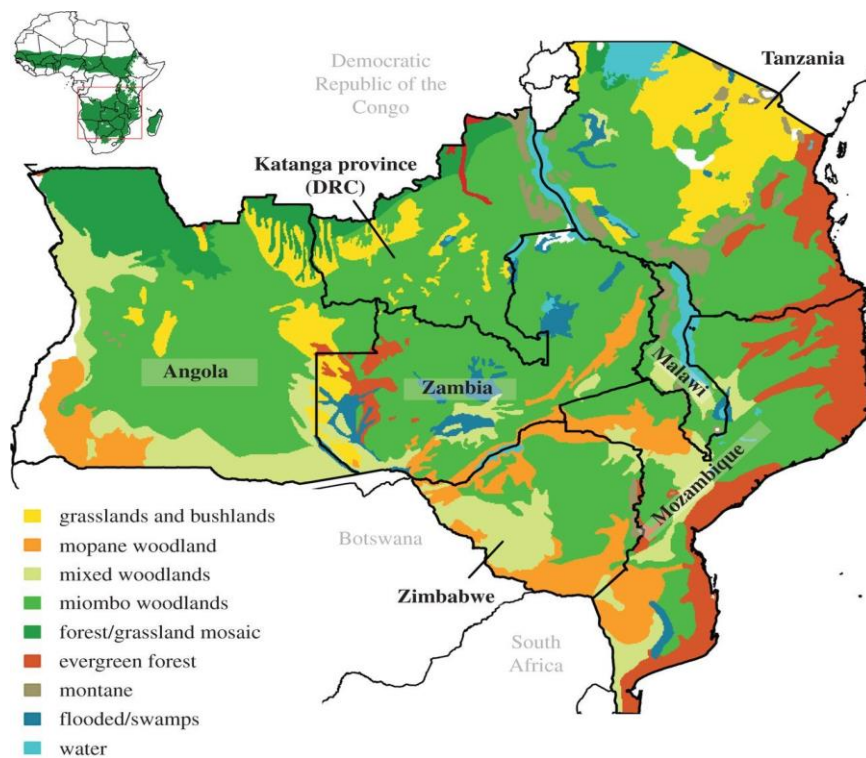 Democratic
Republic of the
Congo
Tanzania
Katanga province
(DRC)
Angola
Zambia
Malawi
Mozambique
Botswana
Zimbabwe
South
Africa
grasslands and bushlands
mopane woodland
mixed woodlands
miombo woodlands
forest/grassland mosaic
evergreen forest
montane
flooded/swamps
water